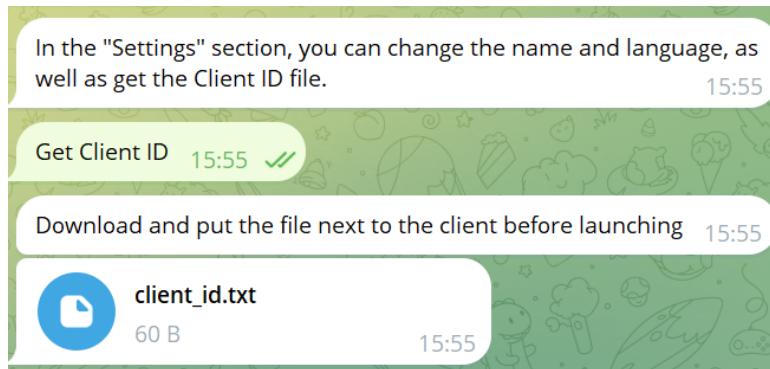 In the "Settings" section, you can change the name and language, as
well as get the Client ID file.
15:55
Get Client ID 15:55
Download and put the file next to the client before launching 15:55
client_id.txt
60 B
15:55